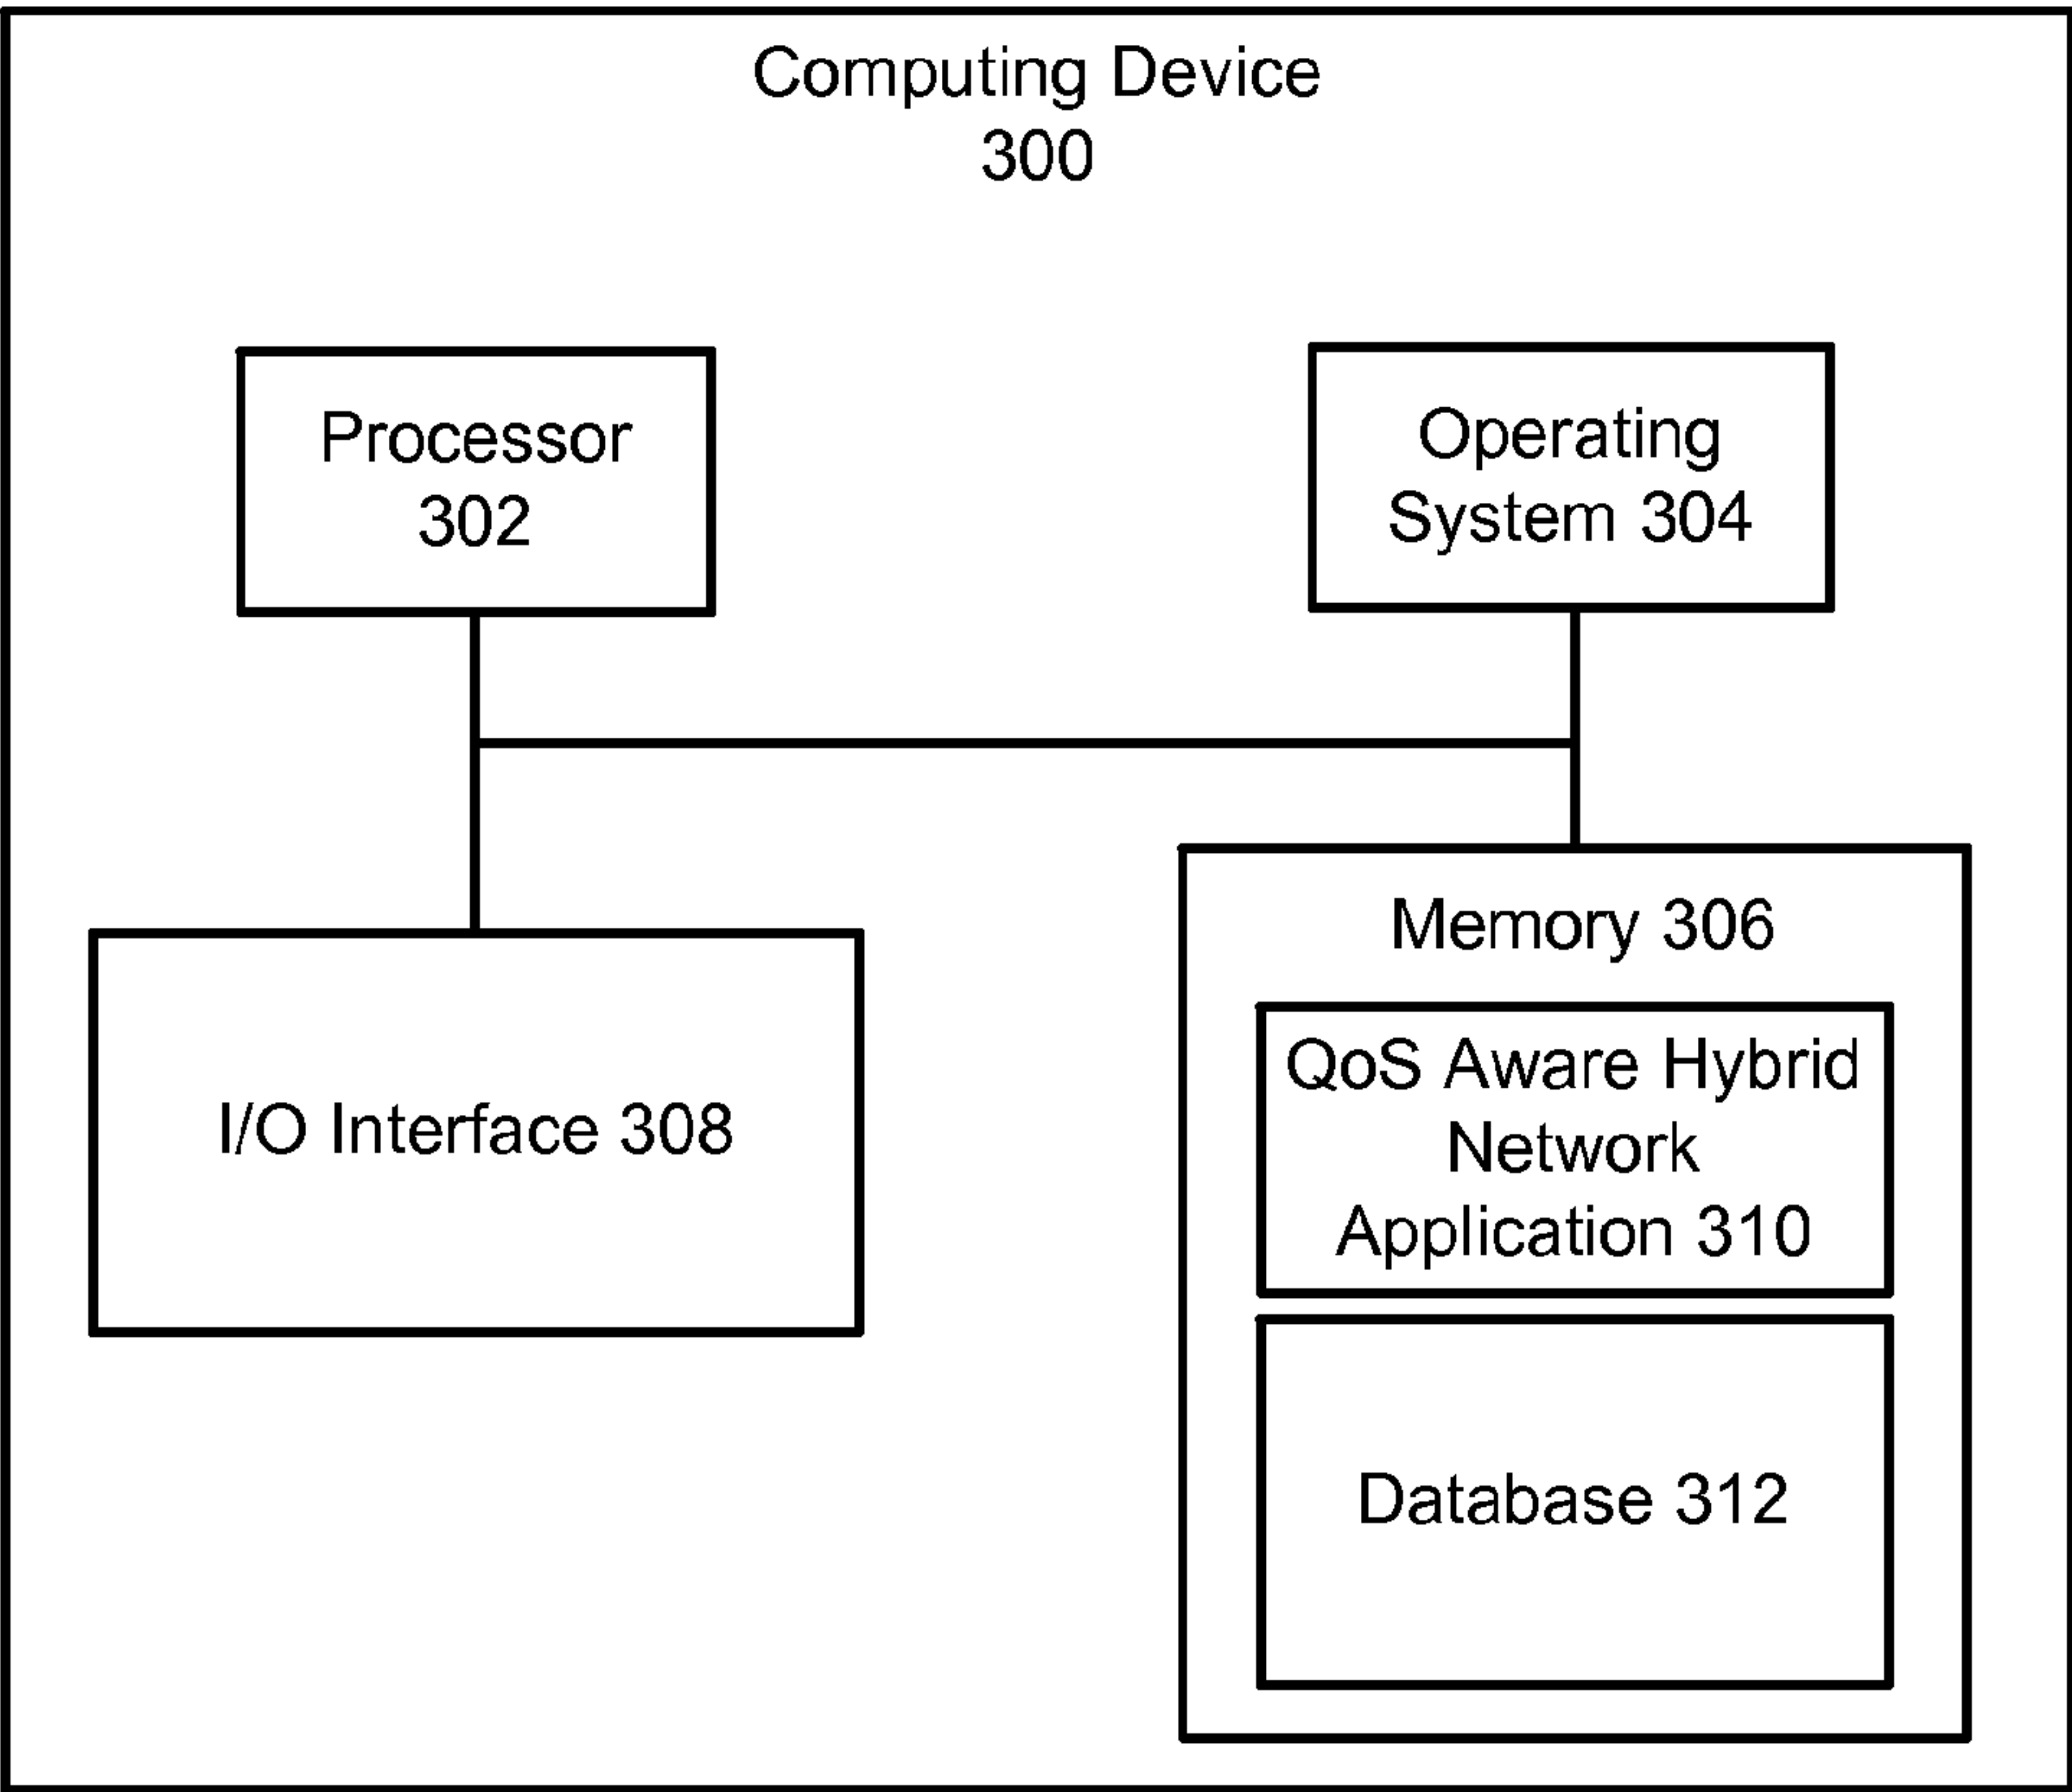 Computing Device
300
Processor
302
Operating
System 304
I/O Interface 308
Memory 306
QoS Aware Hybrid
Network
Application 310
Database 312